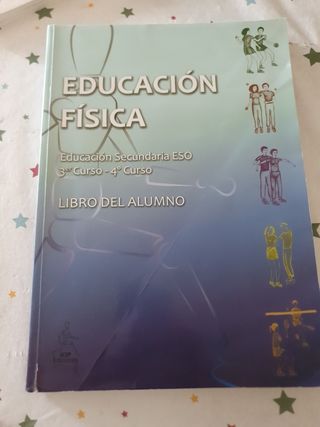 EDUCACIÓN
FÍSICA
Educación Secundaria ESO
3er Curso - 4º Curso
LIBRO DEL ALUMNO